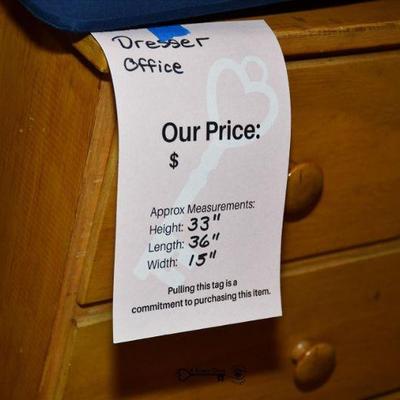 Dresser
Office
Our Price:
$
Approx Measurements:
Height: 33"
Length: 36"
Width: 15"
Pulling this tag is a
commitment to purchasing this item.